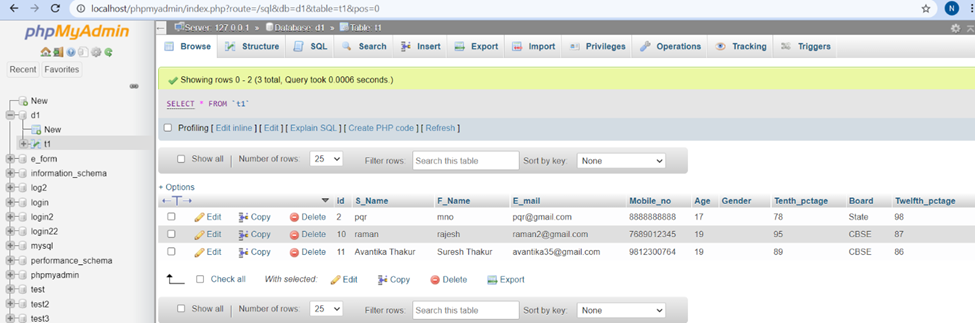 localhost/phpmyadmin/index.php?route=/sql&db=d1&table=t1&pos=0
N
phpMyAdmin
Recent Favorites
New
d1
New
t1
e_form
information_schema
log2
login
login2
login22
mysql
performance_schema
phpmyadmin
test
test2
test3
Server: 127.0.0.1 » Database: d1 » Table: t1
Browse Structure SQL Search Insert Export Import Privileges Operations Tracking Triggers
Showing rows 0 - 2 (3 total, Query took 0.0006 seconds.)
SELECT * FROM `t1`
Profiling [ Edit inline ] [ Edit ] [ Explain SQL ] [ Create PHP code ] [ Refresh ]
Show all Number of rows: 25 Filter rows: Search this table Sort by key: None
+ Options
←T→ id S_Name F_Name E_mail Mobile_no Age Gender Tenth_pctage Board Twelfth_pctage
Edit Copy Delete 2 pqr mno pqr@gmail.com 8888888888 17 78 State 98
Edit Copy Delete 10 raman rajesh raman2@gmail.com 7689012345 19 95 CBSE 87
Edit Copy Delete 11 Avantika Thakur Suresh Thakur avantika35@gmail.com 9812300764 19 89 CBSE 86
Check all With selected: Edit Copy Delete Export
Show all Number of rows: 25 Filter rows: Search this table Sort by key: None